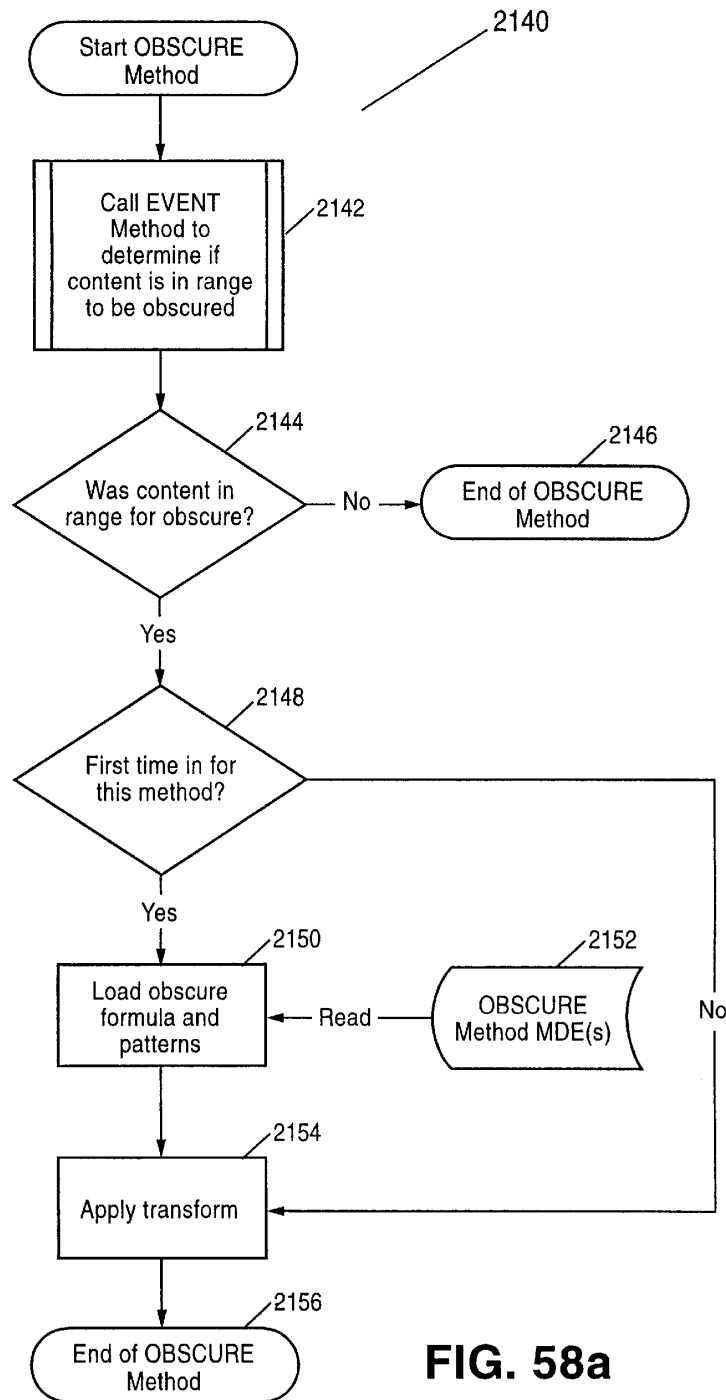 2140
Start OBSCURE
Method
Call EVENT
Method to
determine if
content is in range
to be obscured
2142
2144
Was content in
range for obscure?
No
2146
End of OBSCURE
Method
Yes
2148
First time in for
this method?
Yes
2150
Load obscure
formula and
patterns
Read
2152
OBSCURE
Method MDE(s)
No
2154
Apply transform
2156
End of OBSCURE
Method
FIG. 58a